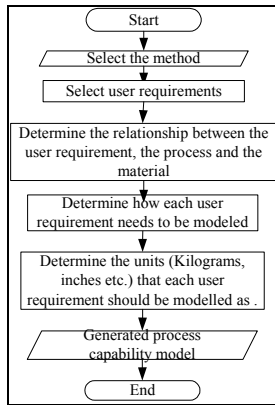 Start
Select the method
Select user requirements
Determine the relationship between the
user requirement, the process and the
material
Determine how each user
requirement needs to be modeled
Determine the units (Kilograms,
inches etc.) that each user
requirement should be modelled as .
Generated process
capability model
End